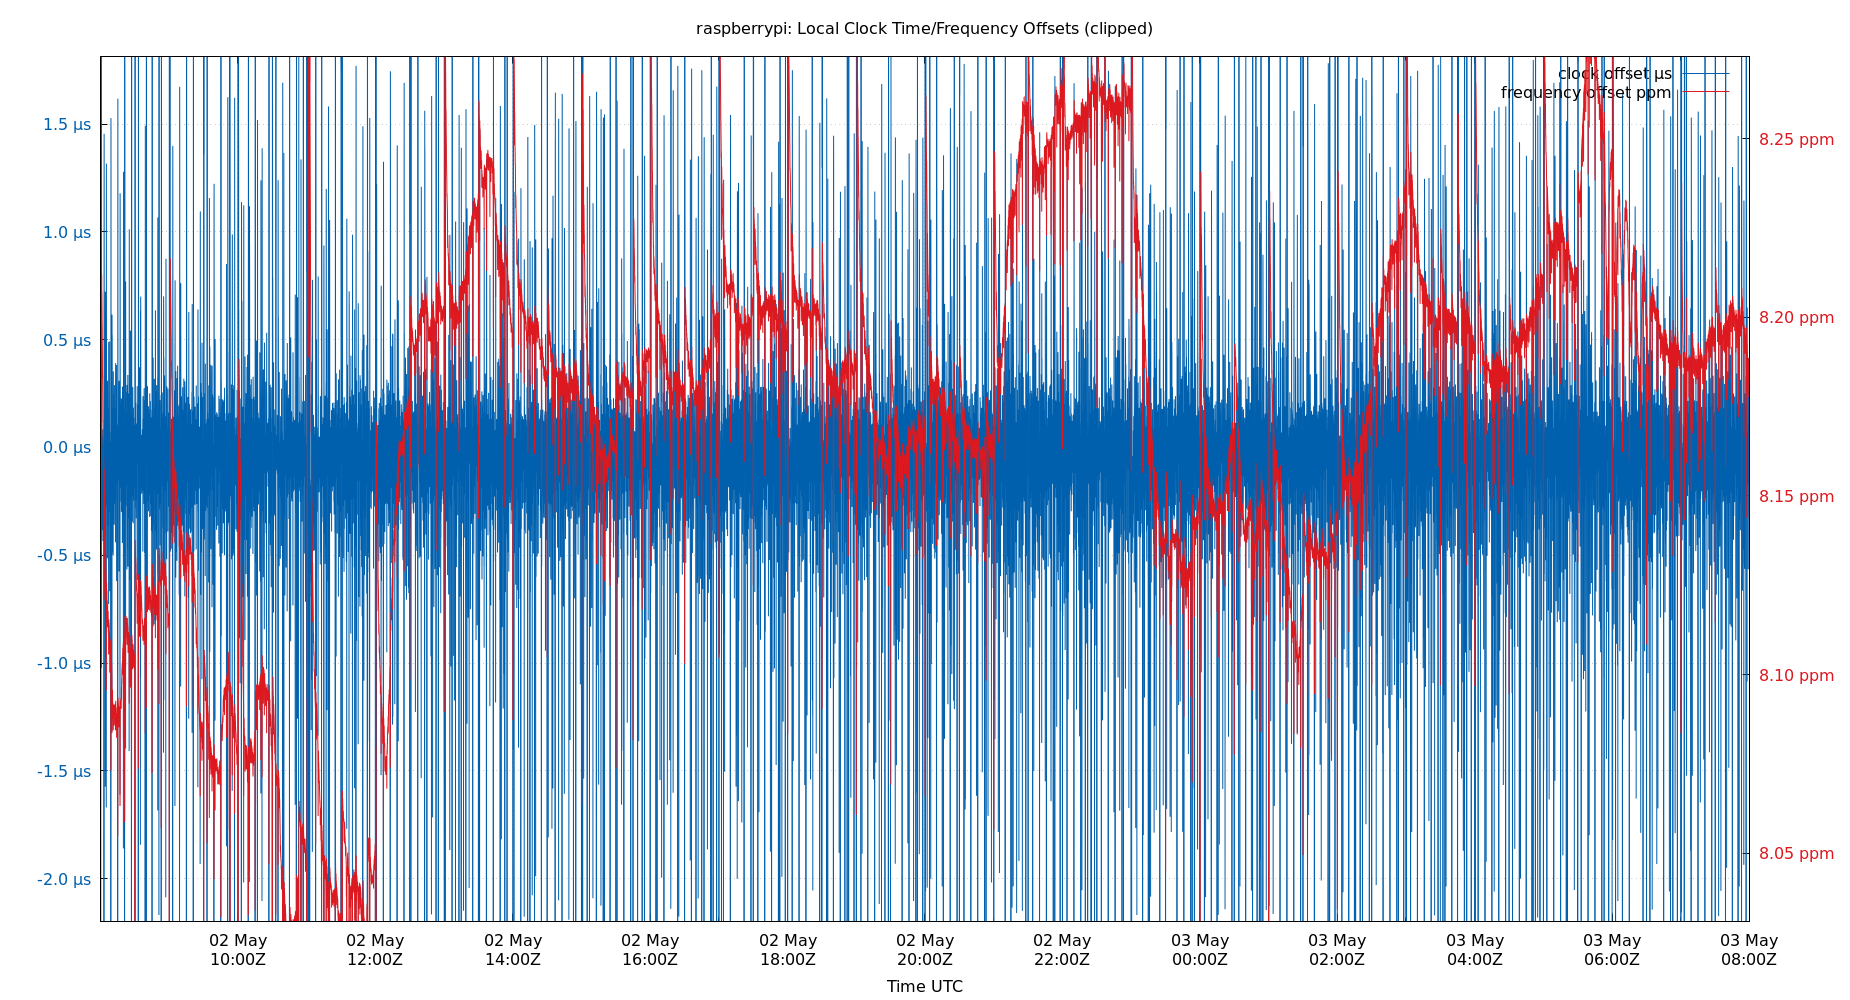 raspberrypi: Local Clock Time/Frequency Offsets (clipped)
clock offset µs
frequency offset ppm
1.5 µs
1.0 µs
0.5 µs
0.0 µs
-0.5 µs
-1.0 µs
-1.5 µs
-2.0 µs
8.25 ppm
8.20 ppm
8.15 ppm
8.10 ppm
8.05 ppm
02 May 02 May 02 May 02 May 02 May 02 May 02 May 03 May 03 May 03 May 03 May 03 May
10:00Z 12:00Z 14:00Z 16:00Z 18:00Z 20:00Z 22:00Z 00:00Z 02:00Z 04:00Z 06:00Z 08:00Z
Time UTC